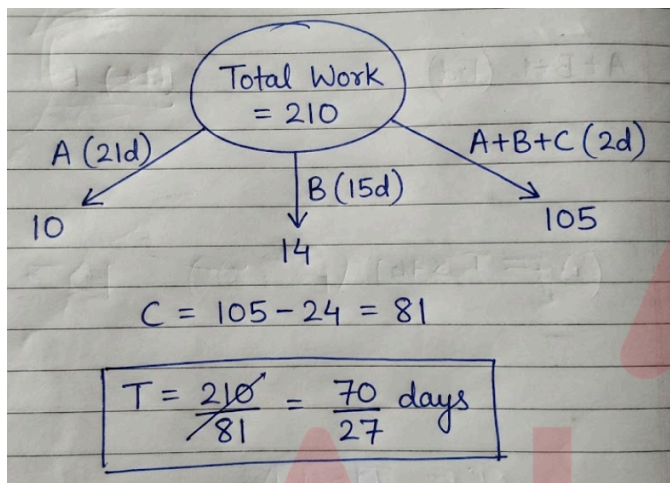 Total Work
= 210
A (21d)
B (15d)
A+B+C (2d)
10
14
105
C = 105 - 24 = 81
T = 210/81 = 70/27 days